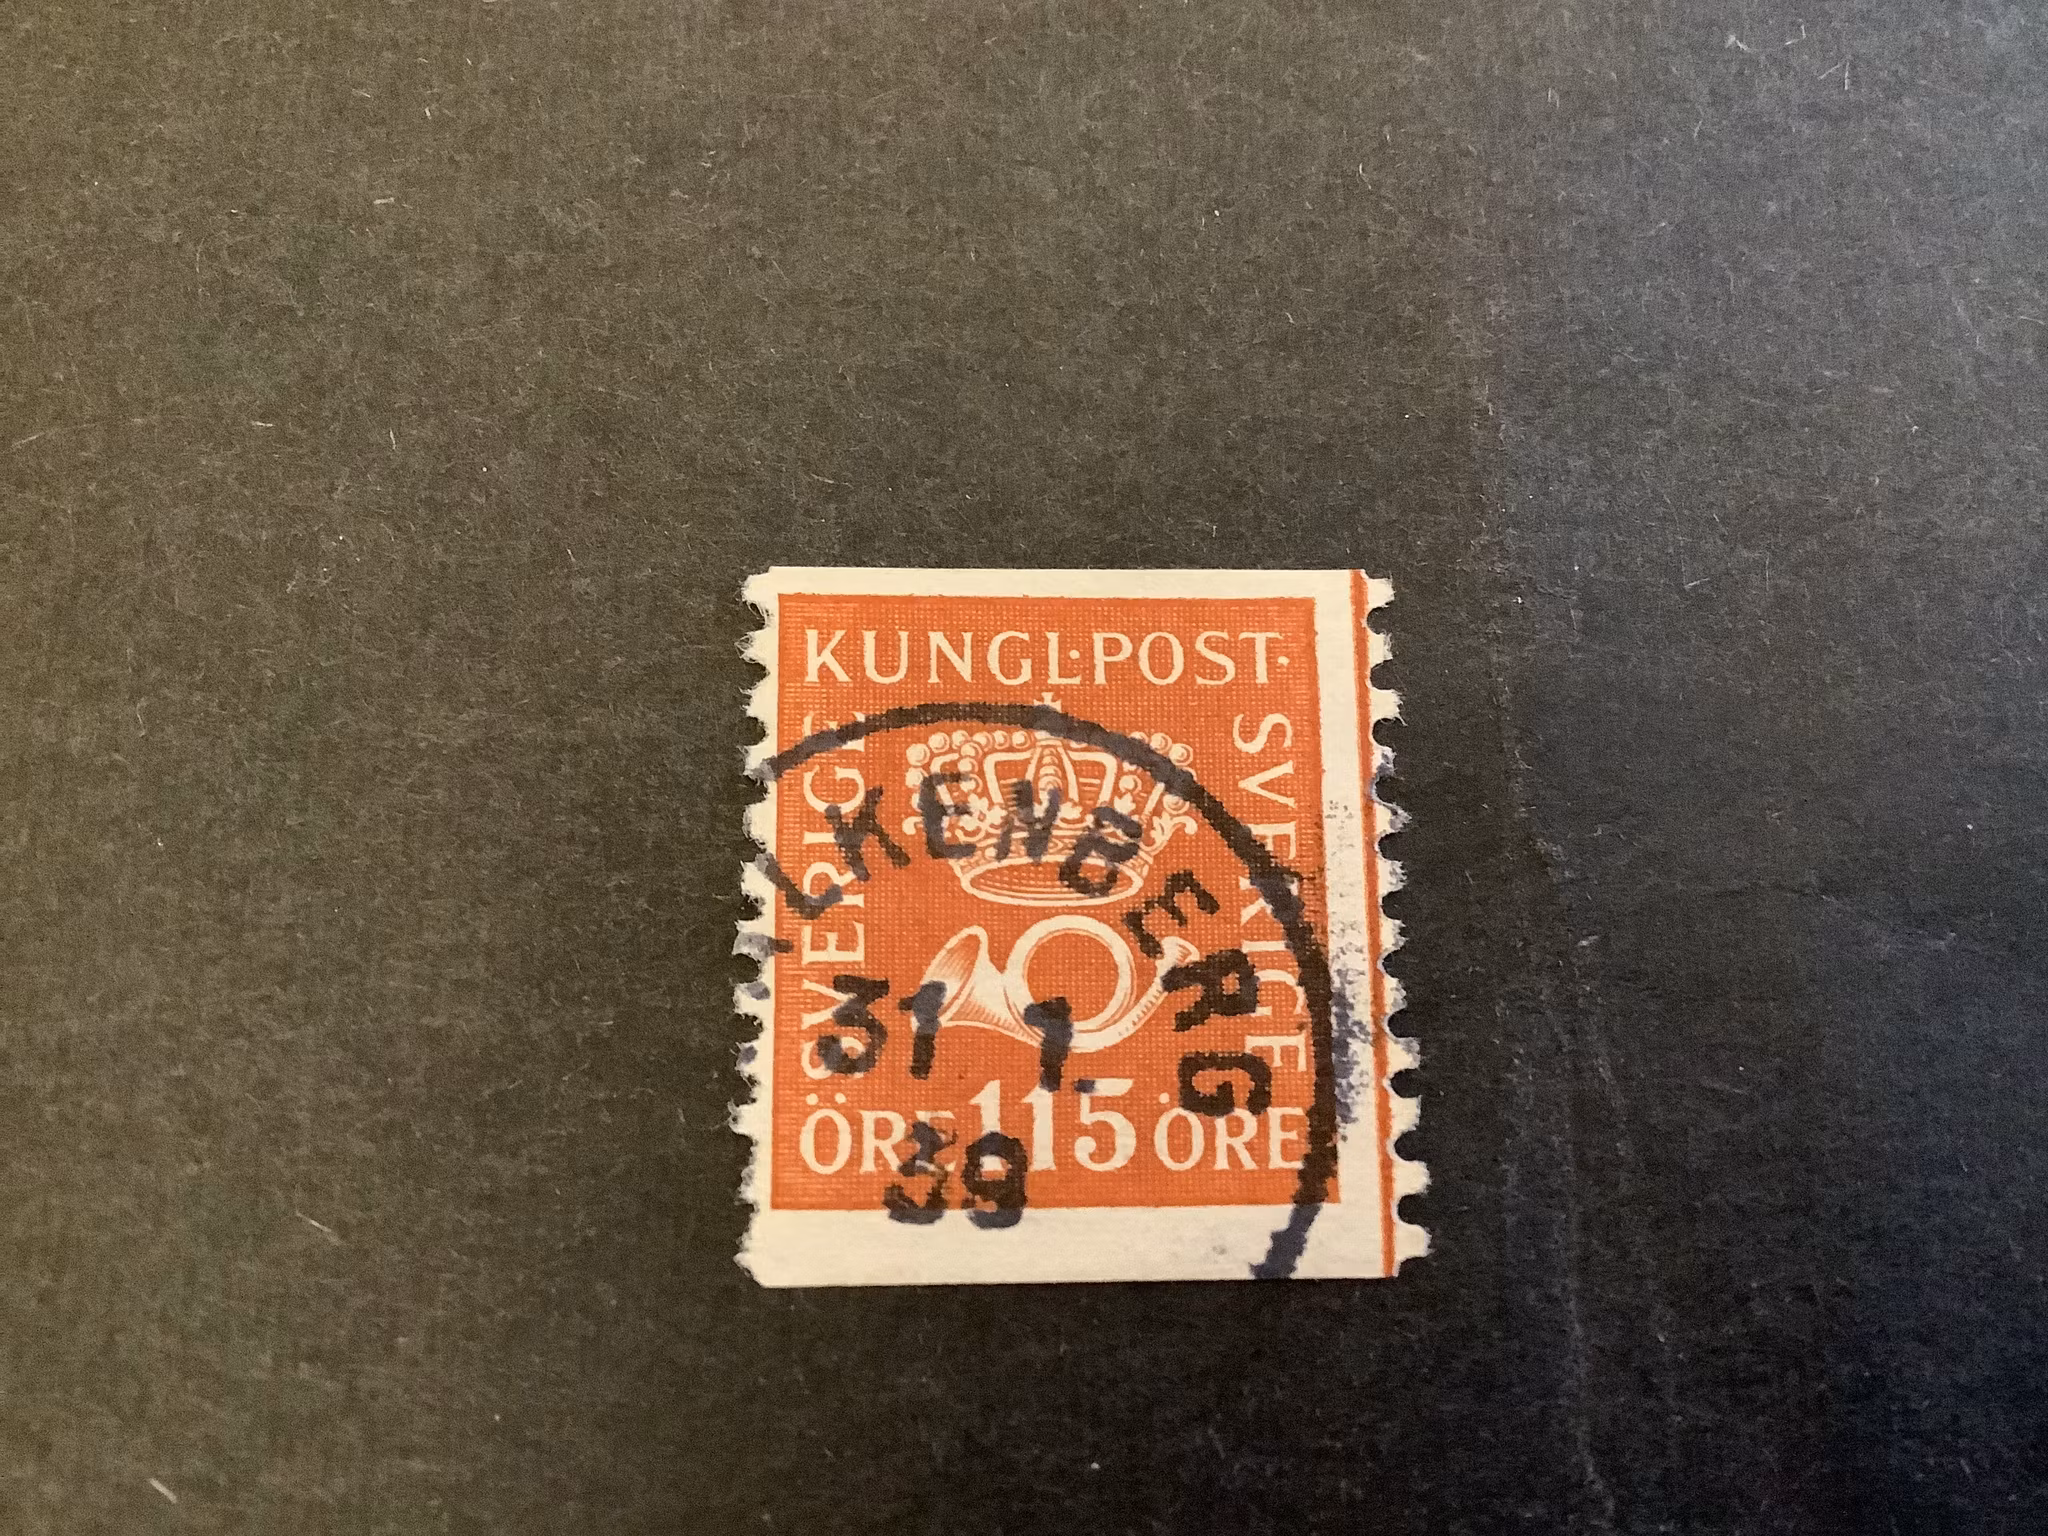 KUNGL·POST·
SVERIGE
SVERIGE
ÖRE 115 ÖRE
LKENBERG
31 1.
39